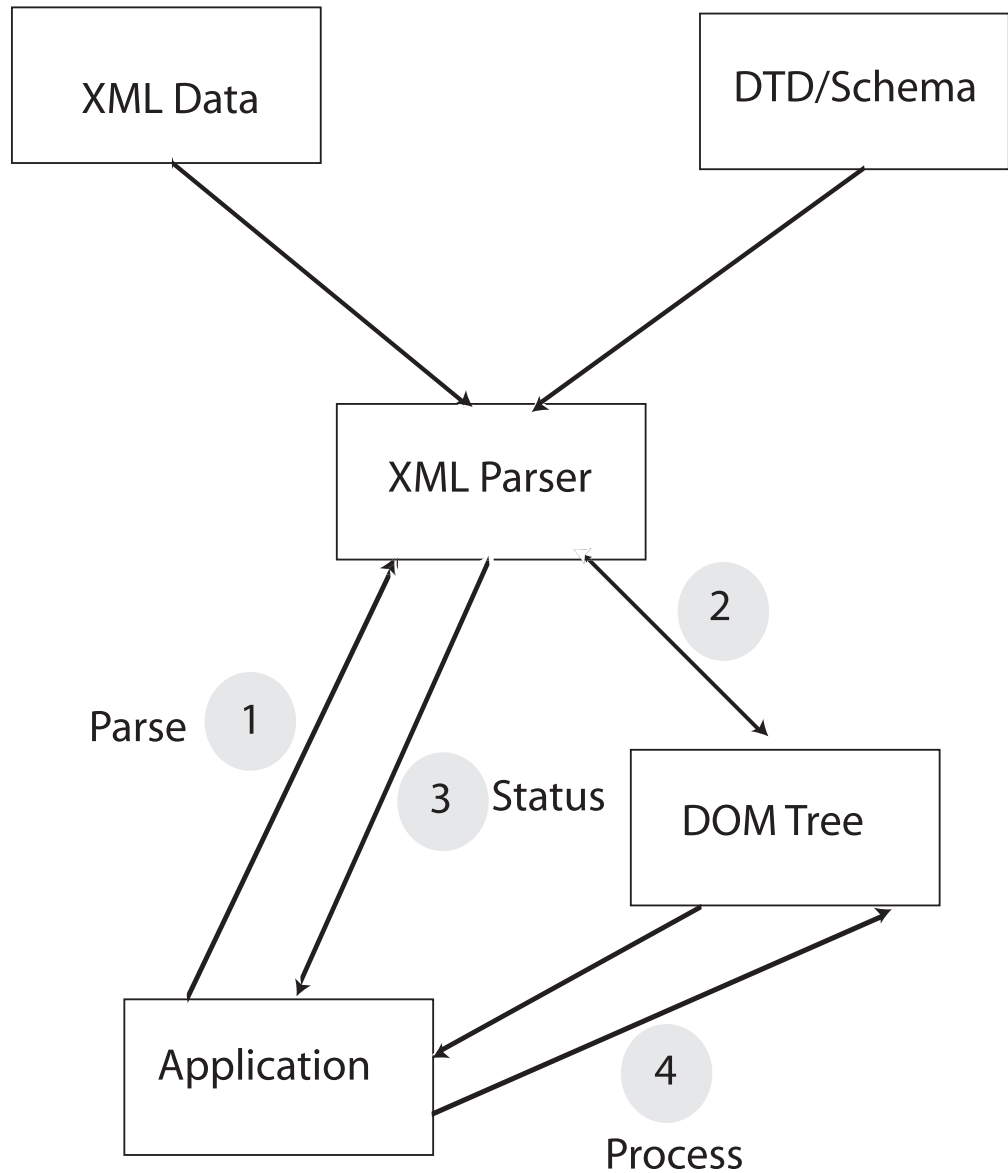 XML Data
DTD/Schema
XML Parser
2
Parse
1
3
Status
DOM Tree
Application
4
Process